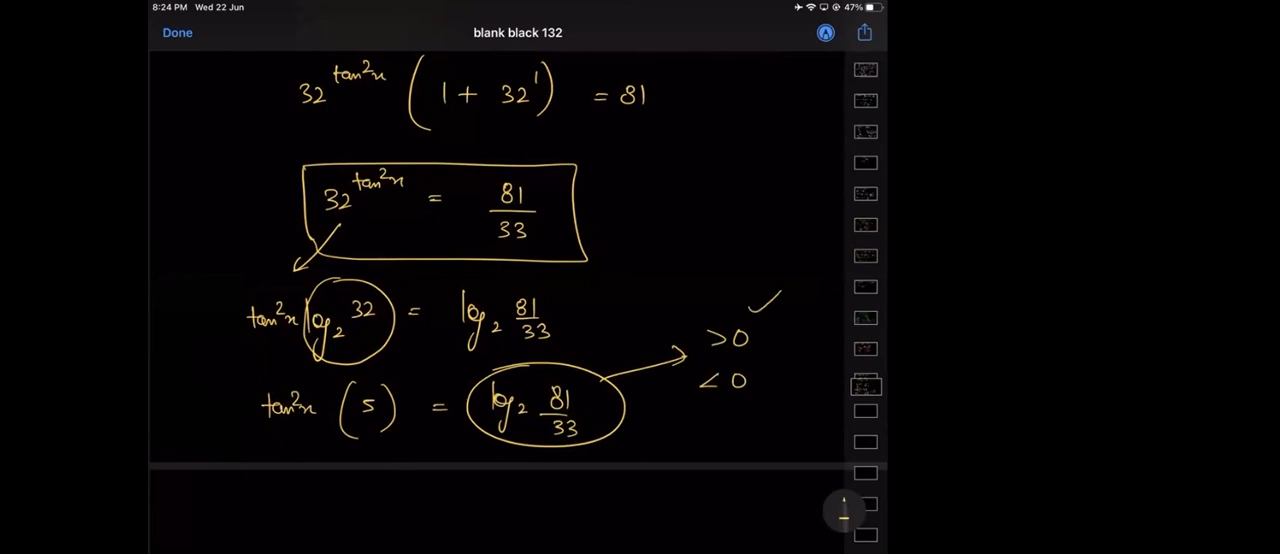 8:24 PM Wed 22 Jun 47%
Done blank black 132
32^{tan²x} (1 + 32¹) = 81
32^{tan²x} = 81/33
tan²x log₂ 32 = log₂ 81/33
>0
<0
tan²x (5) = log₂ 81/33